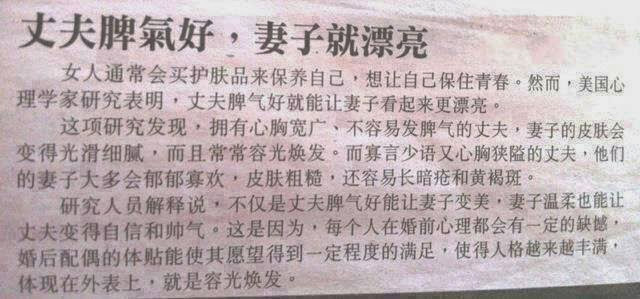 丈夫脾氣好，妻子就漂亮
女人通常会买护肤品来保养自己，想让自己保住青春。然而，美国心
理学家研究表明，丈夫脾气好就能让妻子看起来更漂亮。
这项研究发现，拥有心胸宽广、不容易发脾气的丈夫，妻子的皮肤会
变得光滑细腻，而且常常容光焕发。而寡言少语又心胸狭隘的丈夫，他们
的妻子大多会郁郁寡欢，皮肤粗糙，还容易长暗疮和黄褐斑。
研究人员解释说，不仅是丈夫脾气好能让妻子变美，妻子温柔也能让
丈夫变得自信和帅气。这是因为，每个人在婚前心理都会有一定的缺憾，
婚后配偶的体贴能使其愿望得到一定程度的满足，使得人格越来越丰满，
体现在外表上，就是容光焕发。